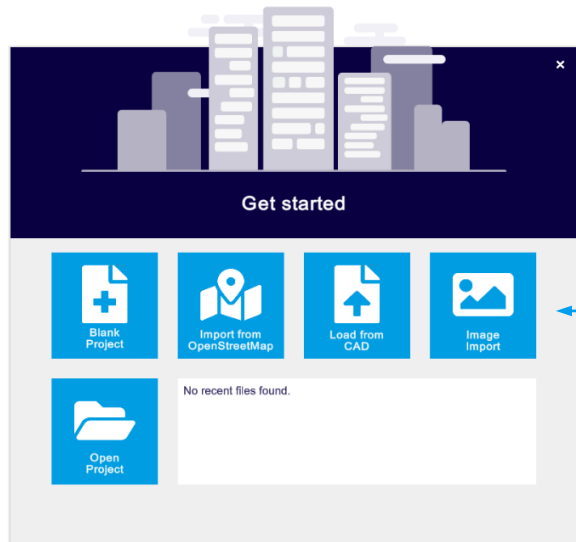 ×
Get started
Blank
Project
Import from
OpenStreetMap
Load from
CAD
Image
Import
Open
Project
No recent files found.